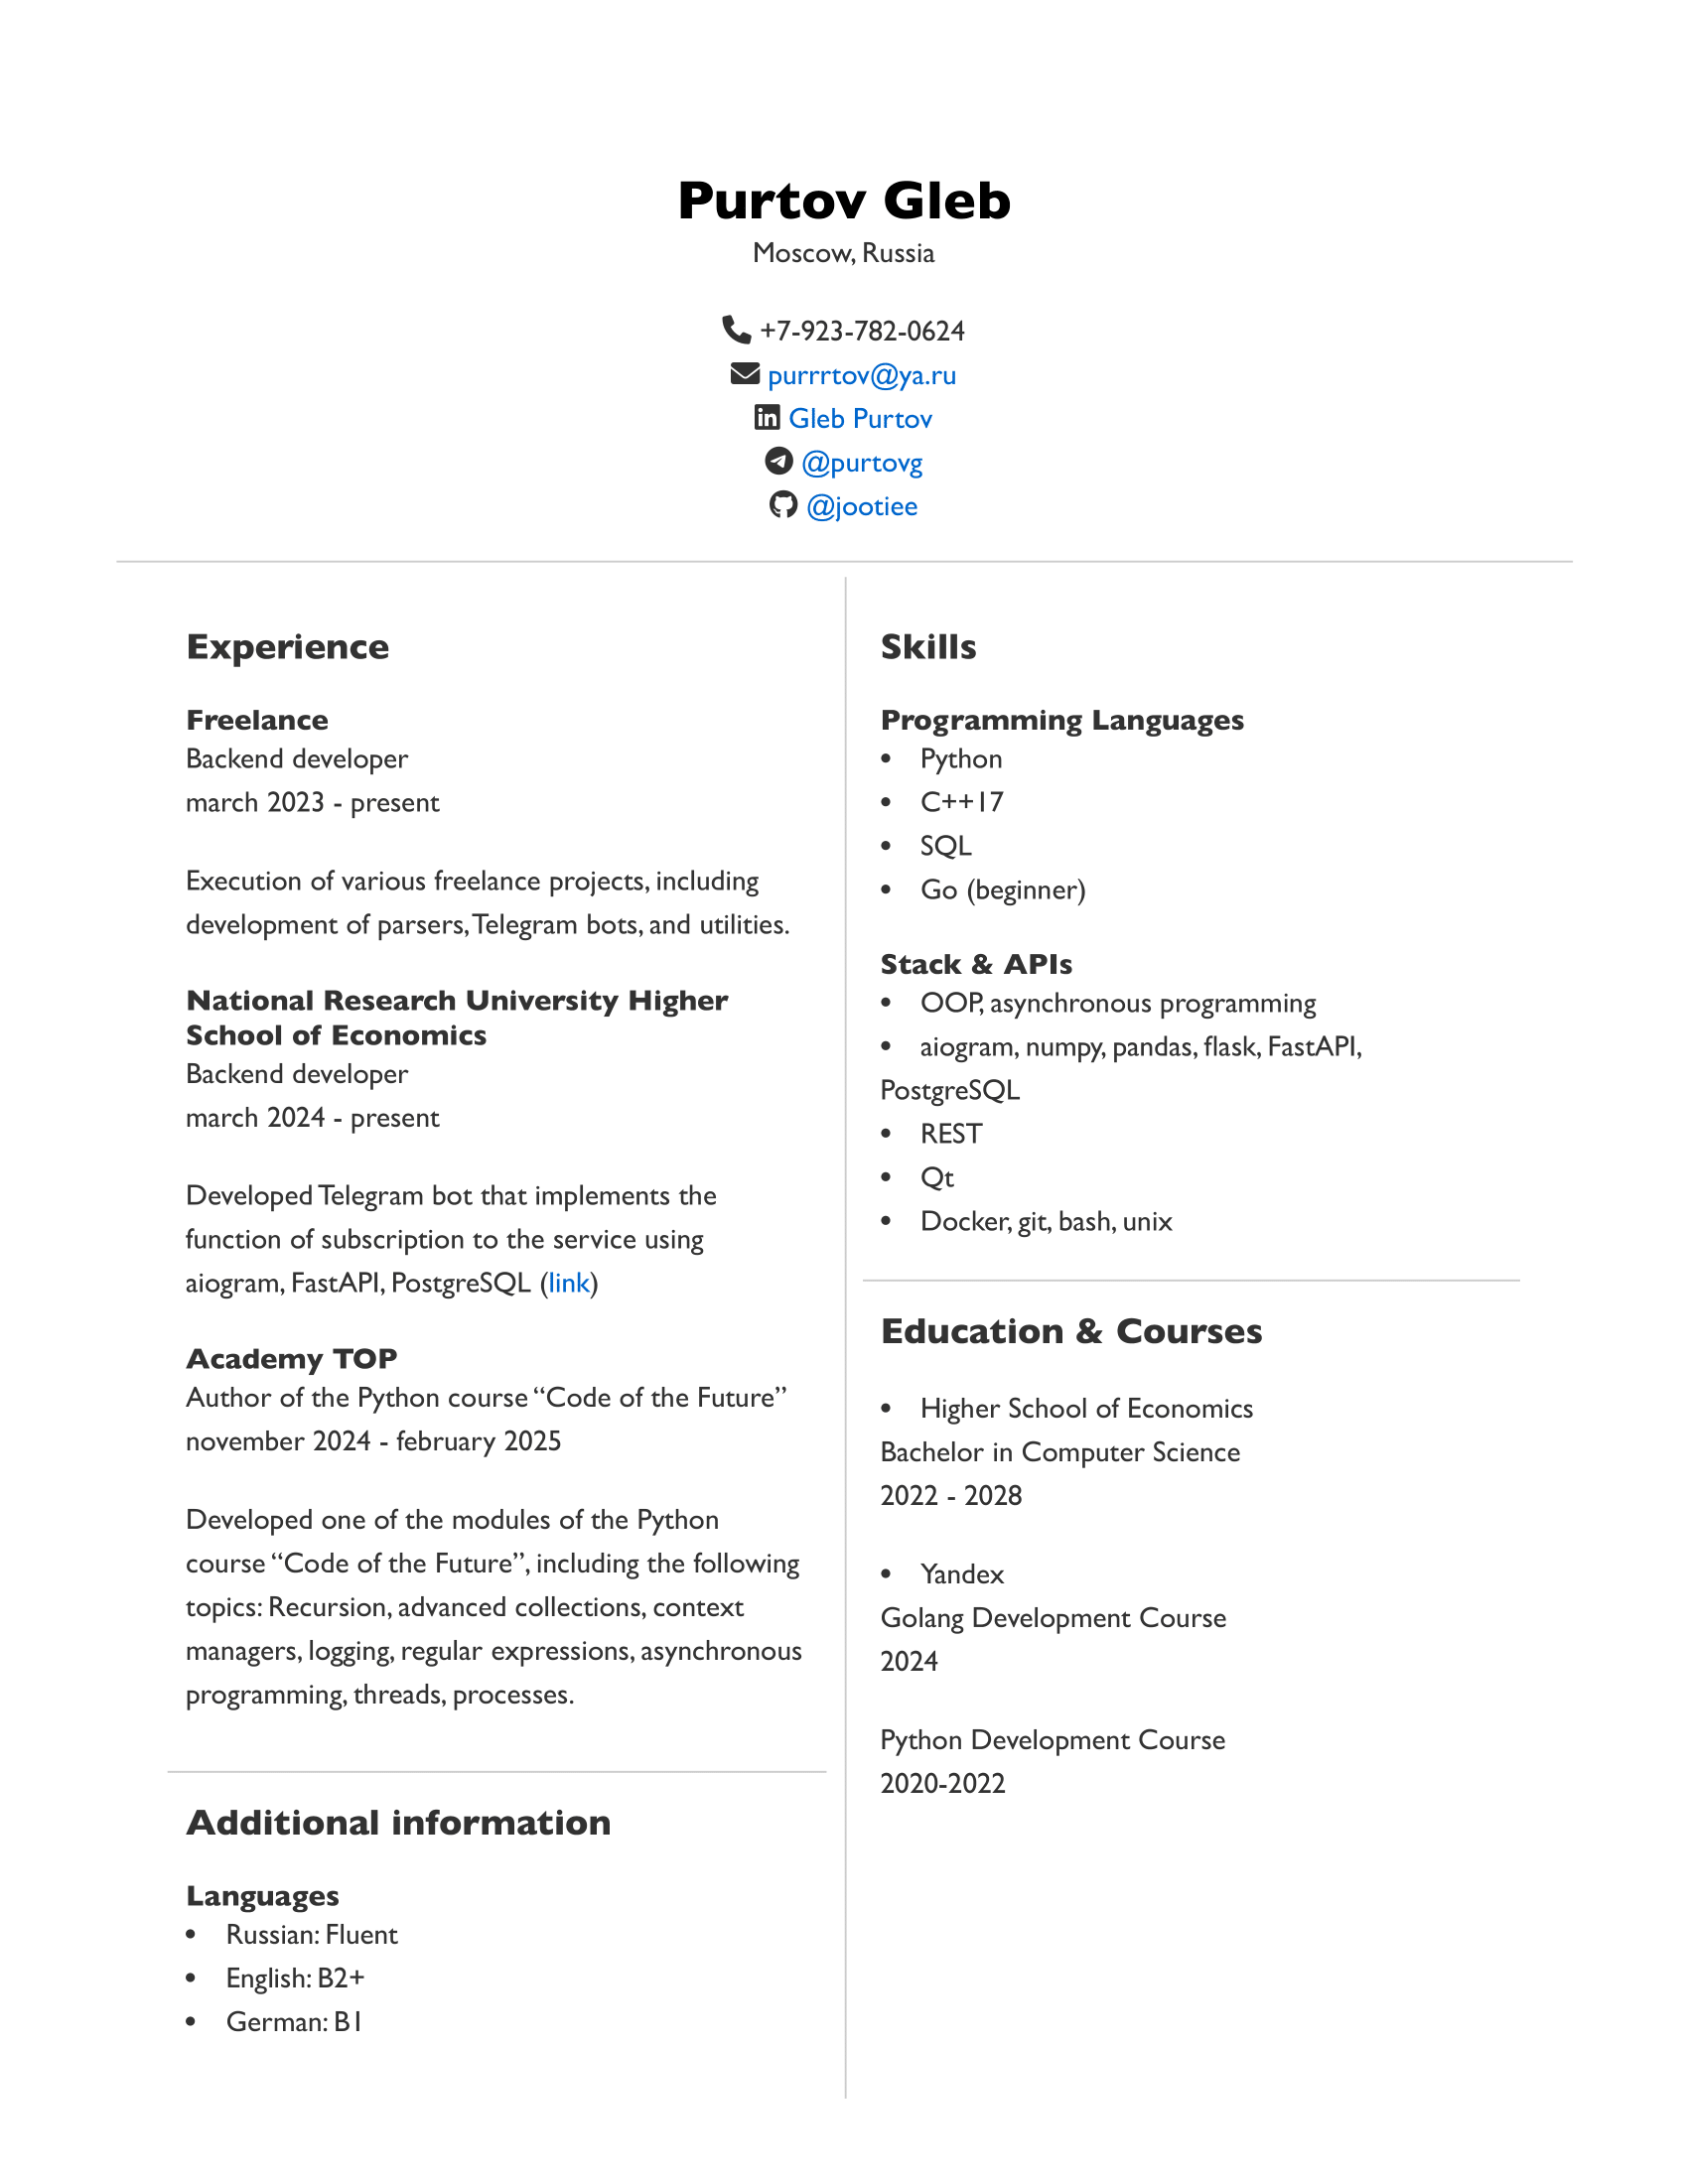 Purtov Gleb
Moscow, Russia
+7-923-782-0624
purrrtov@ya.ru
Gleb Purtov
@purtovg
@jootiee
Experience
Freelance
Backend developer
march 2023 - present
Execution of various freelance projects, including
development of parsers, Telegram bots, and utilities.
National Research University Higher
School of Economics
Backend developer
march 2024 - present
Developed Telegram bot that implements the
function of subscription to the service using
aiogram, FastAPI, PostgreSQL (link)
Academy TOP
Author of the Python course “Code of the Future”
november 2024 - february 2025
Developed one of the modules of the Python
course “Code of the Future”, including the following
topics: Recursion, advanced collections, context
managers, logging, regular expressions, asynchronous
programming, threads, processes.
Additional information
Languages
• Russian: Fluent
• English: B2+
• German: B1
Skills
Programming Languages
• Python
• C++17
• SQL
• Go (beginner)
Stack & APIs
• OOP, asynchronous programming
• aiogram, numpy, pandas, flask, FastAPI,
PostgreSQL
• REST
• Qt
• Docker, git, bash, unix
Education & Courses
• Higher School of Economics
Bachelor in Computer Science
2022 - 2028
• Yandex
Golang Development Course
2024
Python Development Course
2020-2022